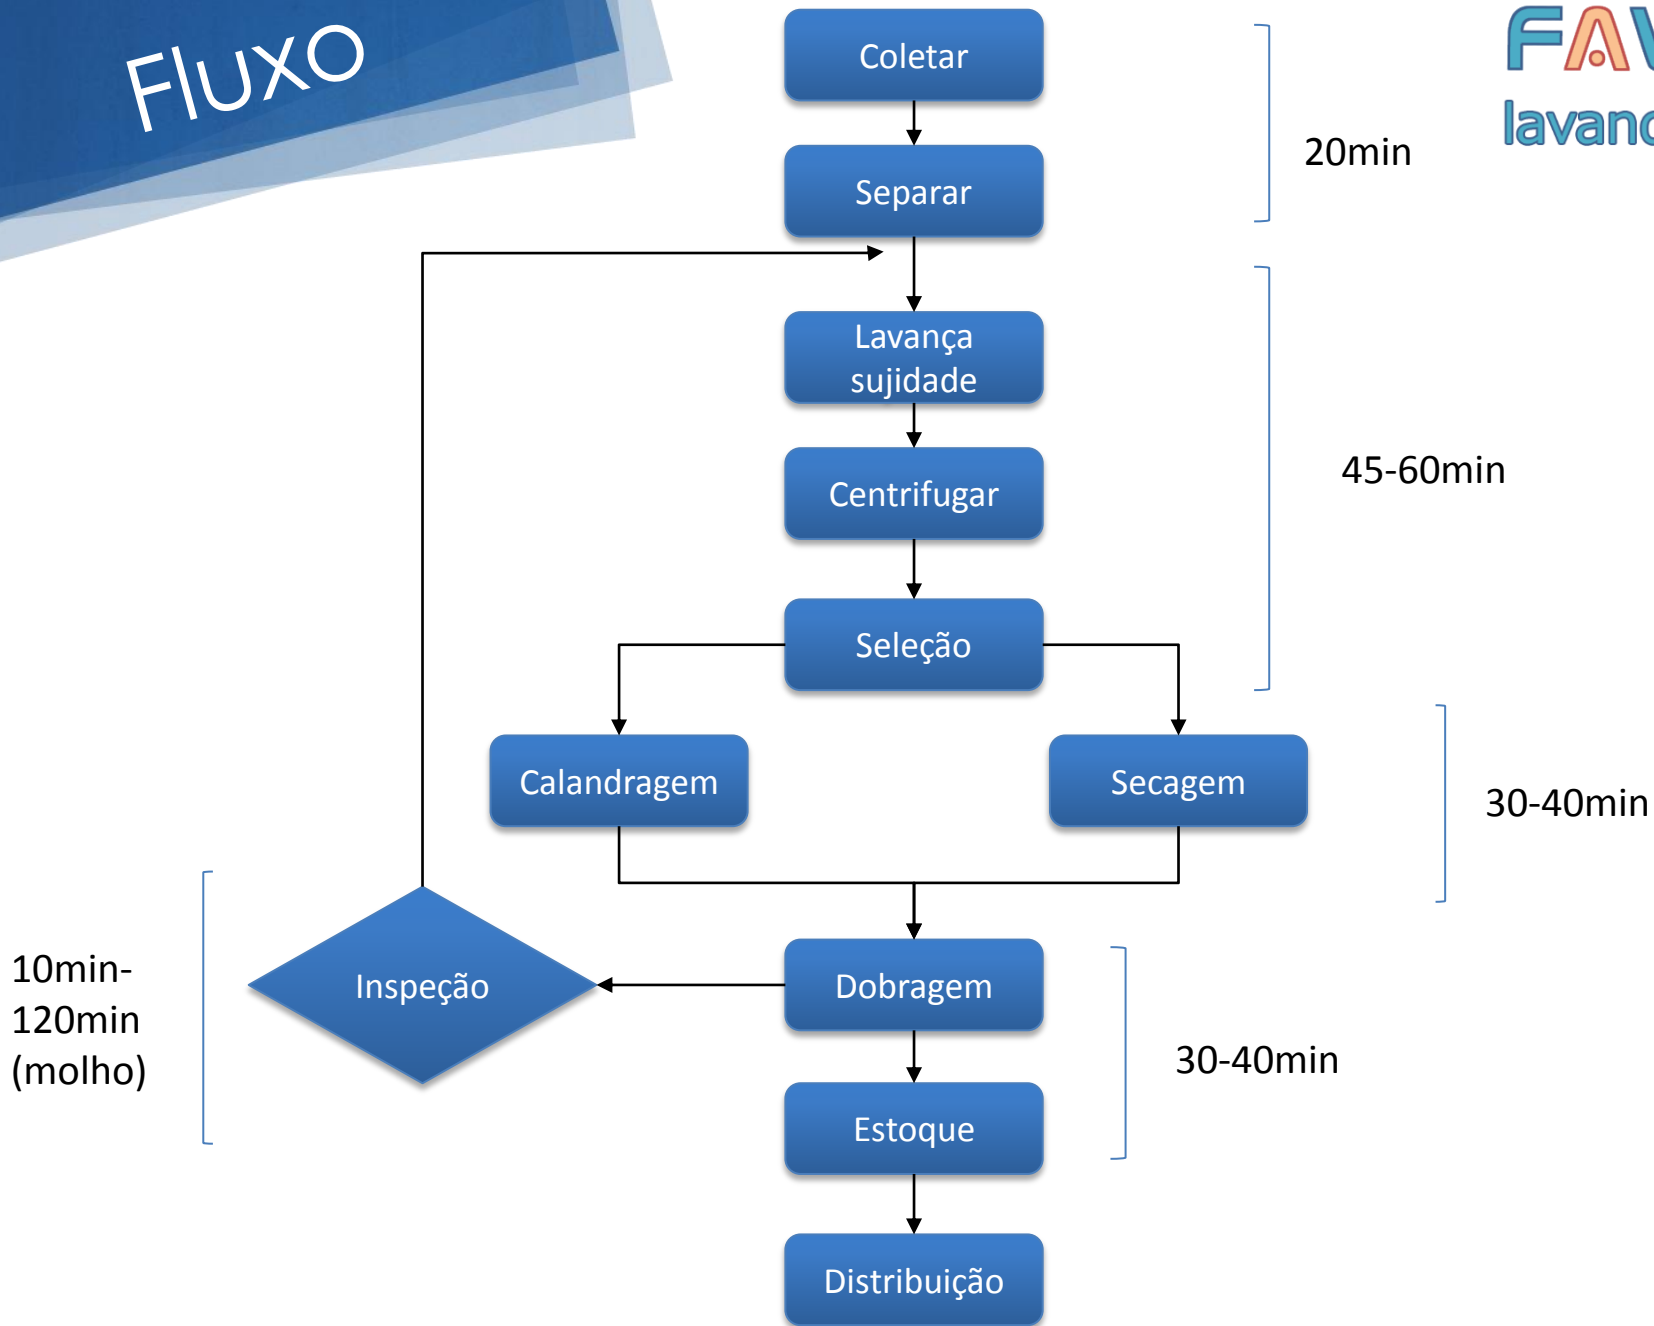 Fluxo
Coletar
20min
Separar
Lavança
sujidade
45-60min
Centrifugar
Seleção
Calandragem
Secagem
30-40min
10min-
120min
(molho)
Inspeção
Dobragem
30-40min
Estoque
Distribuição